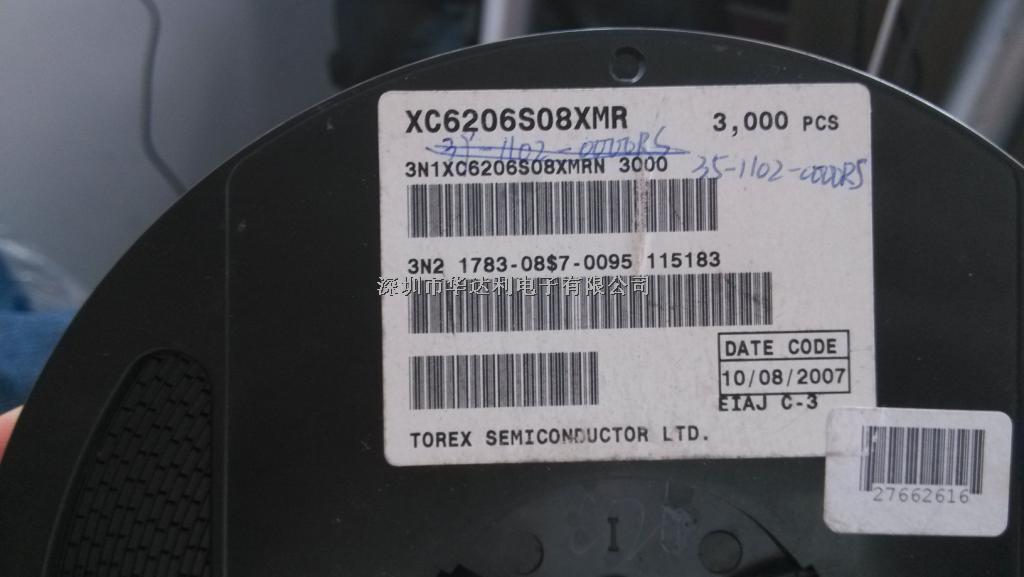 XC6206S08XMR 3,000 PCS
35-1102-0000RS
3N1XC6206S08XMRN 3000 35-1102-0000RS
3N2 1783-08$7-0095 115183
深圳市华达利电子有限公司
DATE CODE
10/08/2007
EIAJ C-3
TOREX SEMICONDUCTOR LTD.
27662616
I